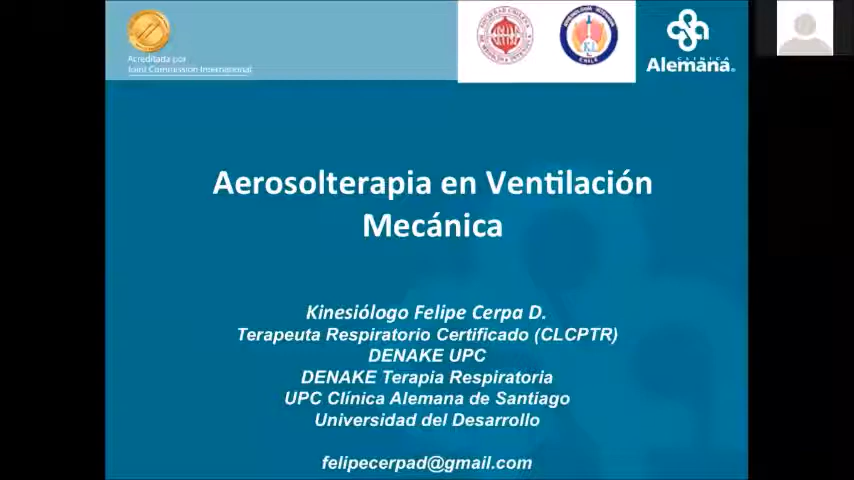 Acreditada por
Joint Commission International
CLINICA
Alemana.
Aerosolterapia en Ventilación
Mecánica
Kinesiólogo Felipe Cerpa D.
Terapeuta Respiratorio Certificado (CLCPTR)
DENAKE UPC
DENAKE Terapia Respiratoria
UPC Clínica Alemana de Santiago
Universidad del Desarrollo
felipecerpad@gmail.com